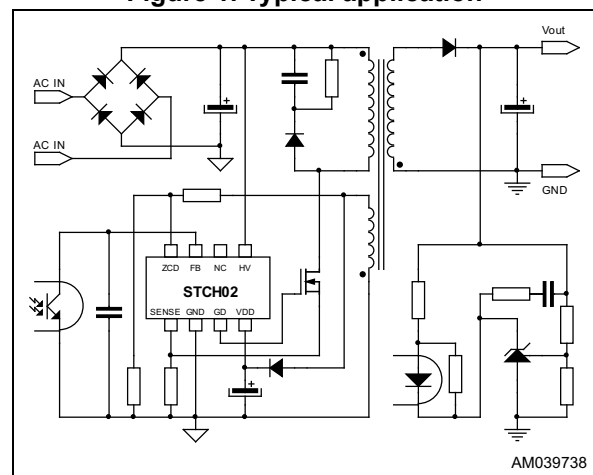 Figure 1. Typical application
Vout
AC IN
AC IN
GND
ZCD FB NC HV
STCH02
SENSE GND GD VDD
AM039738